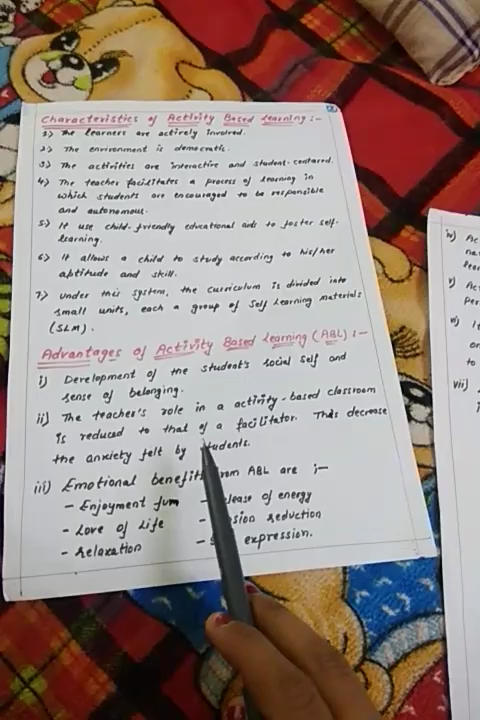 Characteristics of Activity Based Learning :-
1) The learners are actively involved.
2) The environment is democratic.
3) The activities are interactive and student-centared.
4) The teacher facilitates a process of learning in
which students are encouraged to be responsible
and autonomous.
5) It use child-friendly educational aids to foster self-
learning.
6) It allows a child to study according to his/her
aptitude and skill.
7) under this system, the curriculum is divided into
small units, each a group of Self Learning materials
(SLM).
Advantages of Activity Based learning (ABL) :-
i) Development of the student's social self and
sense of belonging.
ii) The teacher's role in a activity-based classroom
is reduced to that of a facilitator. This decrease
the anxiety felt by students.
iii) Emotional benefits from ABL are :-
- Enjoyment fun
- Love of Life
- relaxation
of energy
reduction
expression.
iv)
v)
vi)
to
vii)